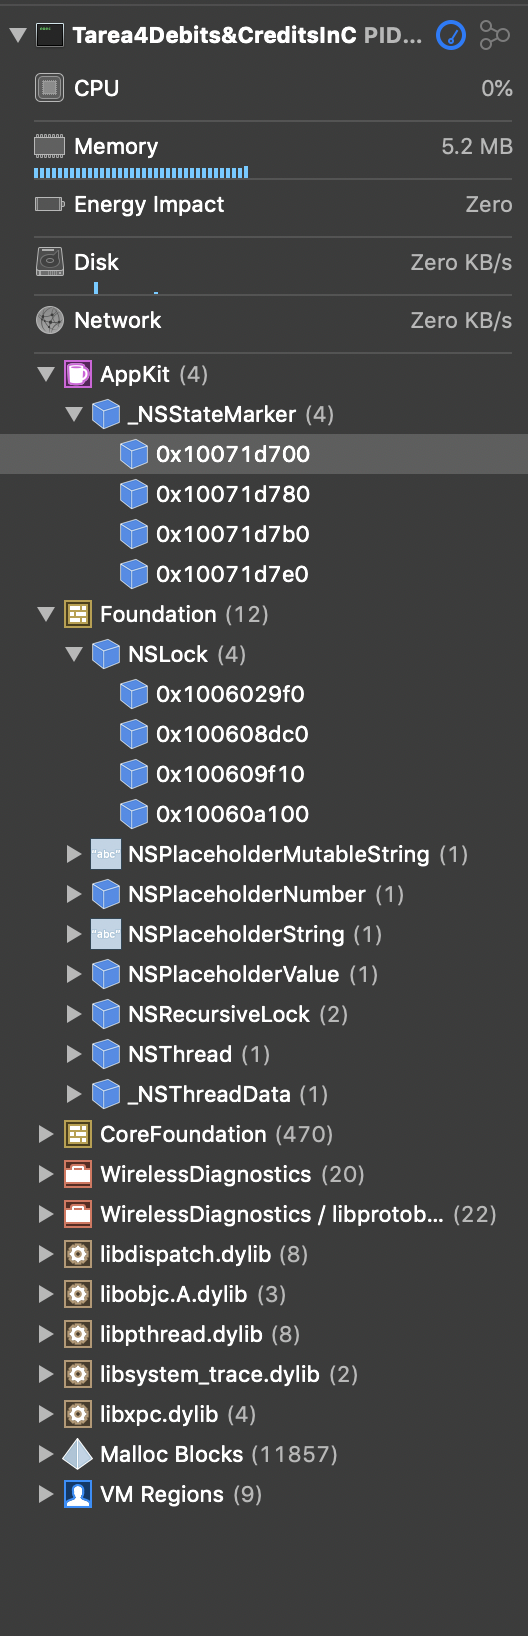 Tarea4Debits&CreditsInC PID...
CPU 0%
Memory 5.2 MB
Energy Impact Zero
Disk Zero KB/s
Network Zero KB/s
AppKit (4)
_NSStateMarker (4)
0x10071d700
0x10071d780
0x10071d7b0
0x10071d7e0
Foundation (12)
NSLock (4)
0x1006029f0
0x100608dc0
0x100609f10
0x10060a100
"abc" NSPlaceholderMutableString (1)
NSPlaceholderNumber (1)
"abc" NSPlaceholderString (1)
NSPlaceholderValue (1)
NSRecursiveLock (2)
NSThread (1)
_NSThreadData (1)
CoreFoundation (470)
WirelessDiagnostics (20)
WirelessDiagnostics / libprotob... (22)
libdispatch.dylib (8)
libobjc.A.dylib (3)
libpthread.dylib (8)
libsystem_trace.dylib (2)
libxpc.dylib (4)
Malloc Blocks (11857)
VM Regions (9)